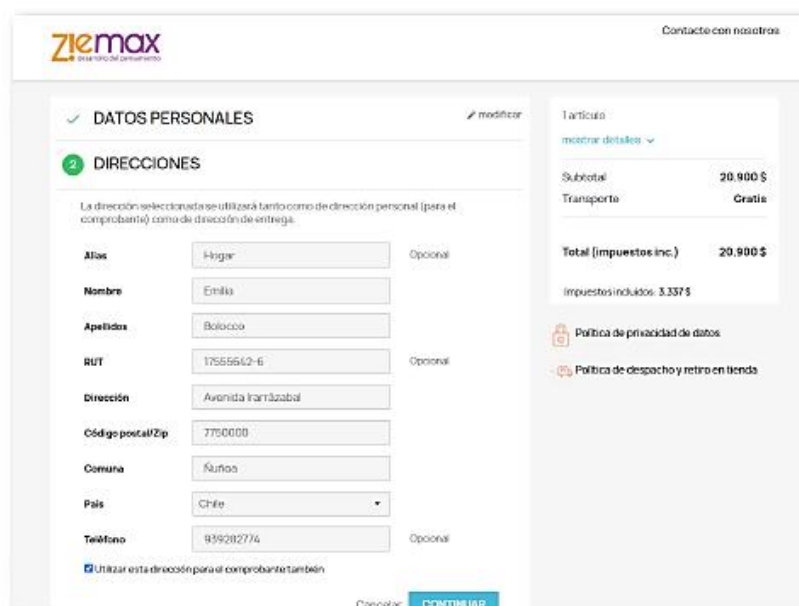 ziemax
desarrollo del pensamiento
Contacte con nosotros
DATOS PERSONALES
modificar
2 DIRECCIONES
La dirección seleccionada se utilizará tanto como de dirección personal (para el
comprobante) como de dirección de entrega.
Alias Hogar Opcional
Nombre Emilia
Apellidos Bolocco
RUT 17555642-6 Opcional
Dirección Avenida Irarrázabal
Código postal/Zip 7750000
Comuna Ñuñoa
País Chile
Teléfono 939282774 Opcional
Utilizar esta dirección para el comprobante también
Cancelar CONTINUAR
1 artículo
mostrar detalles
Subtotal 20.900 $
Transporte Gratis
Total (impuestos inc.) 20.900 $
Impuestos incluidos: 3.337 $
Política de privacidad de datos
Política de despacho y retiro en tienda